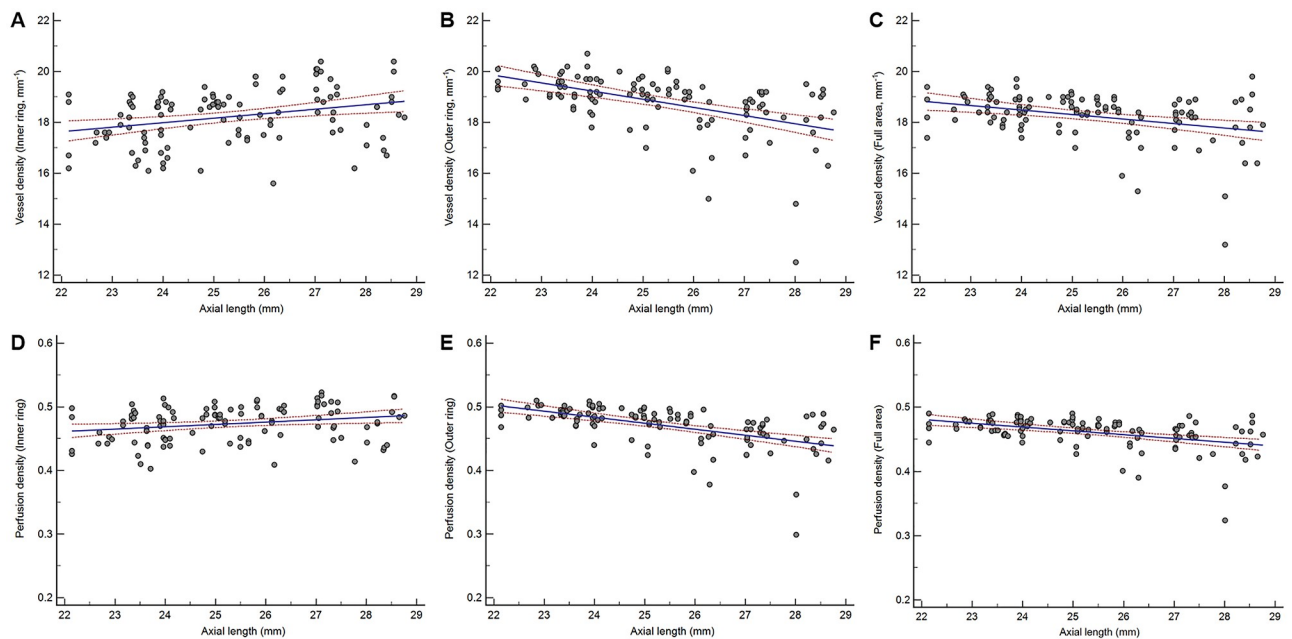 A
Vessel density (Inner ring, mm⁻¹)
22
20
18
16
14
12
22 23 24 25 26 27 28 29
Axial length (mm)
B
Vessel density (Outer ring, mm⁻¹)
22
20
18
16
14
12
22 23 24 25 26 27 28 29
Axial length (mm)
C
Vessel density (Full area, mm⁻¹)
22
20
18
16
14
12
22 23 24 25 26 27 28 29
Axial length (mm)
D
Perfusion density (Inner ring)
0.6
0.5
0.4
0.3
0.2
22 23 24 25 26 27 28 29
Axial length (mm)
E
Perfusion density (Outer ring)
0.6
0.5
0.4
0.3
0.2
22 23 24 25 26 27 28 29
Axial length (mm)
F
Perfusion density (Full area)
0.6
0.5
0.4
0.3
0.2
22 23 24 25 26 27 28 29
Axial length (mm)